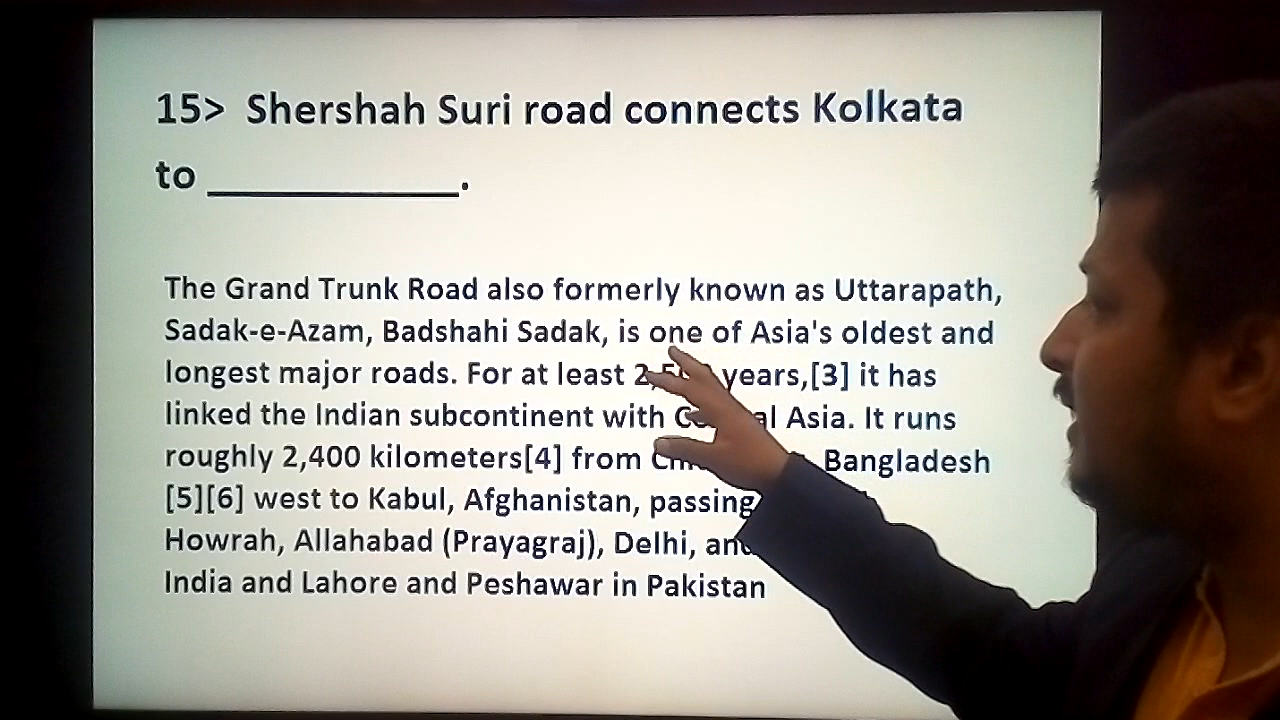 15> Shershah Suri road connects Kolkata
to ____________.
The Grand Trunk Road also formerly known as Uttarapath,
Sadak-e-Azam, Badshahi Sadak, is one of Asia's oldest and
longest major roads. For at least years,[3] it has
linked the Indian subcontinent with Asia. It runs
roughly 2,400 kilometers[4] from Bangladesh
[5][6] west to Kabul, Afghanistan, passing
Howrah, Allahabad (Prayagraj), Delhi, and
India and Lahore and Peshawar in Pakistan